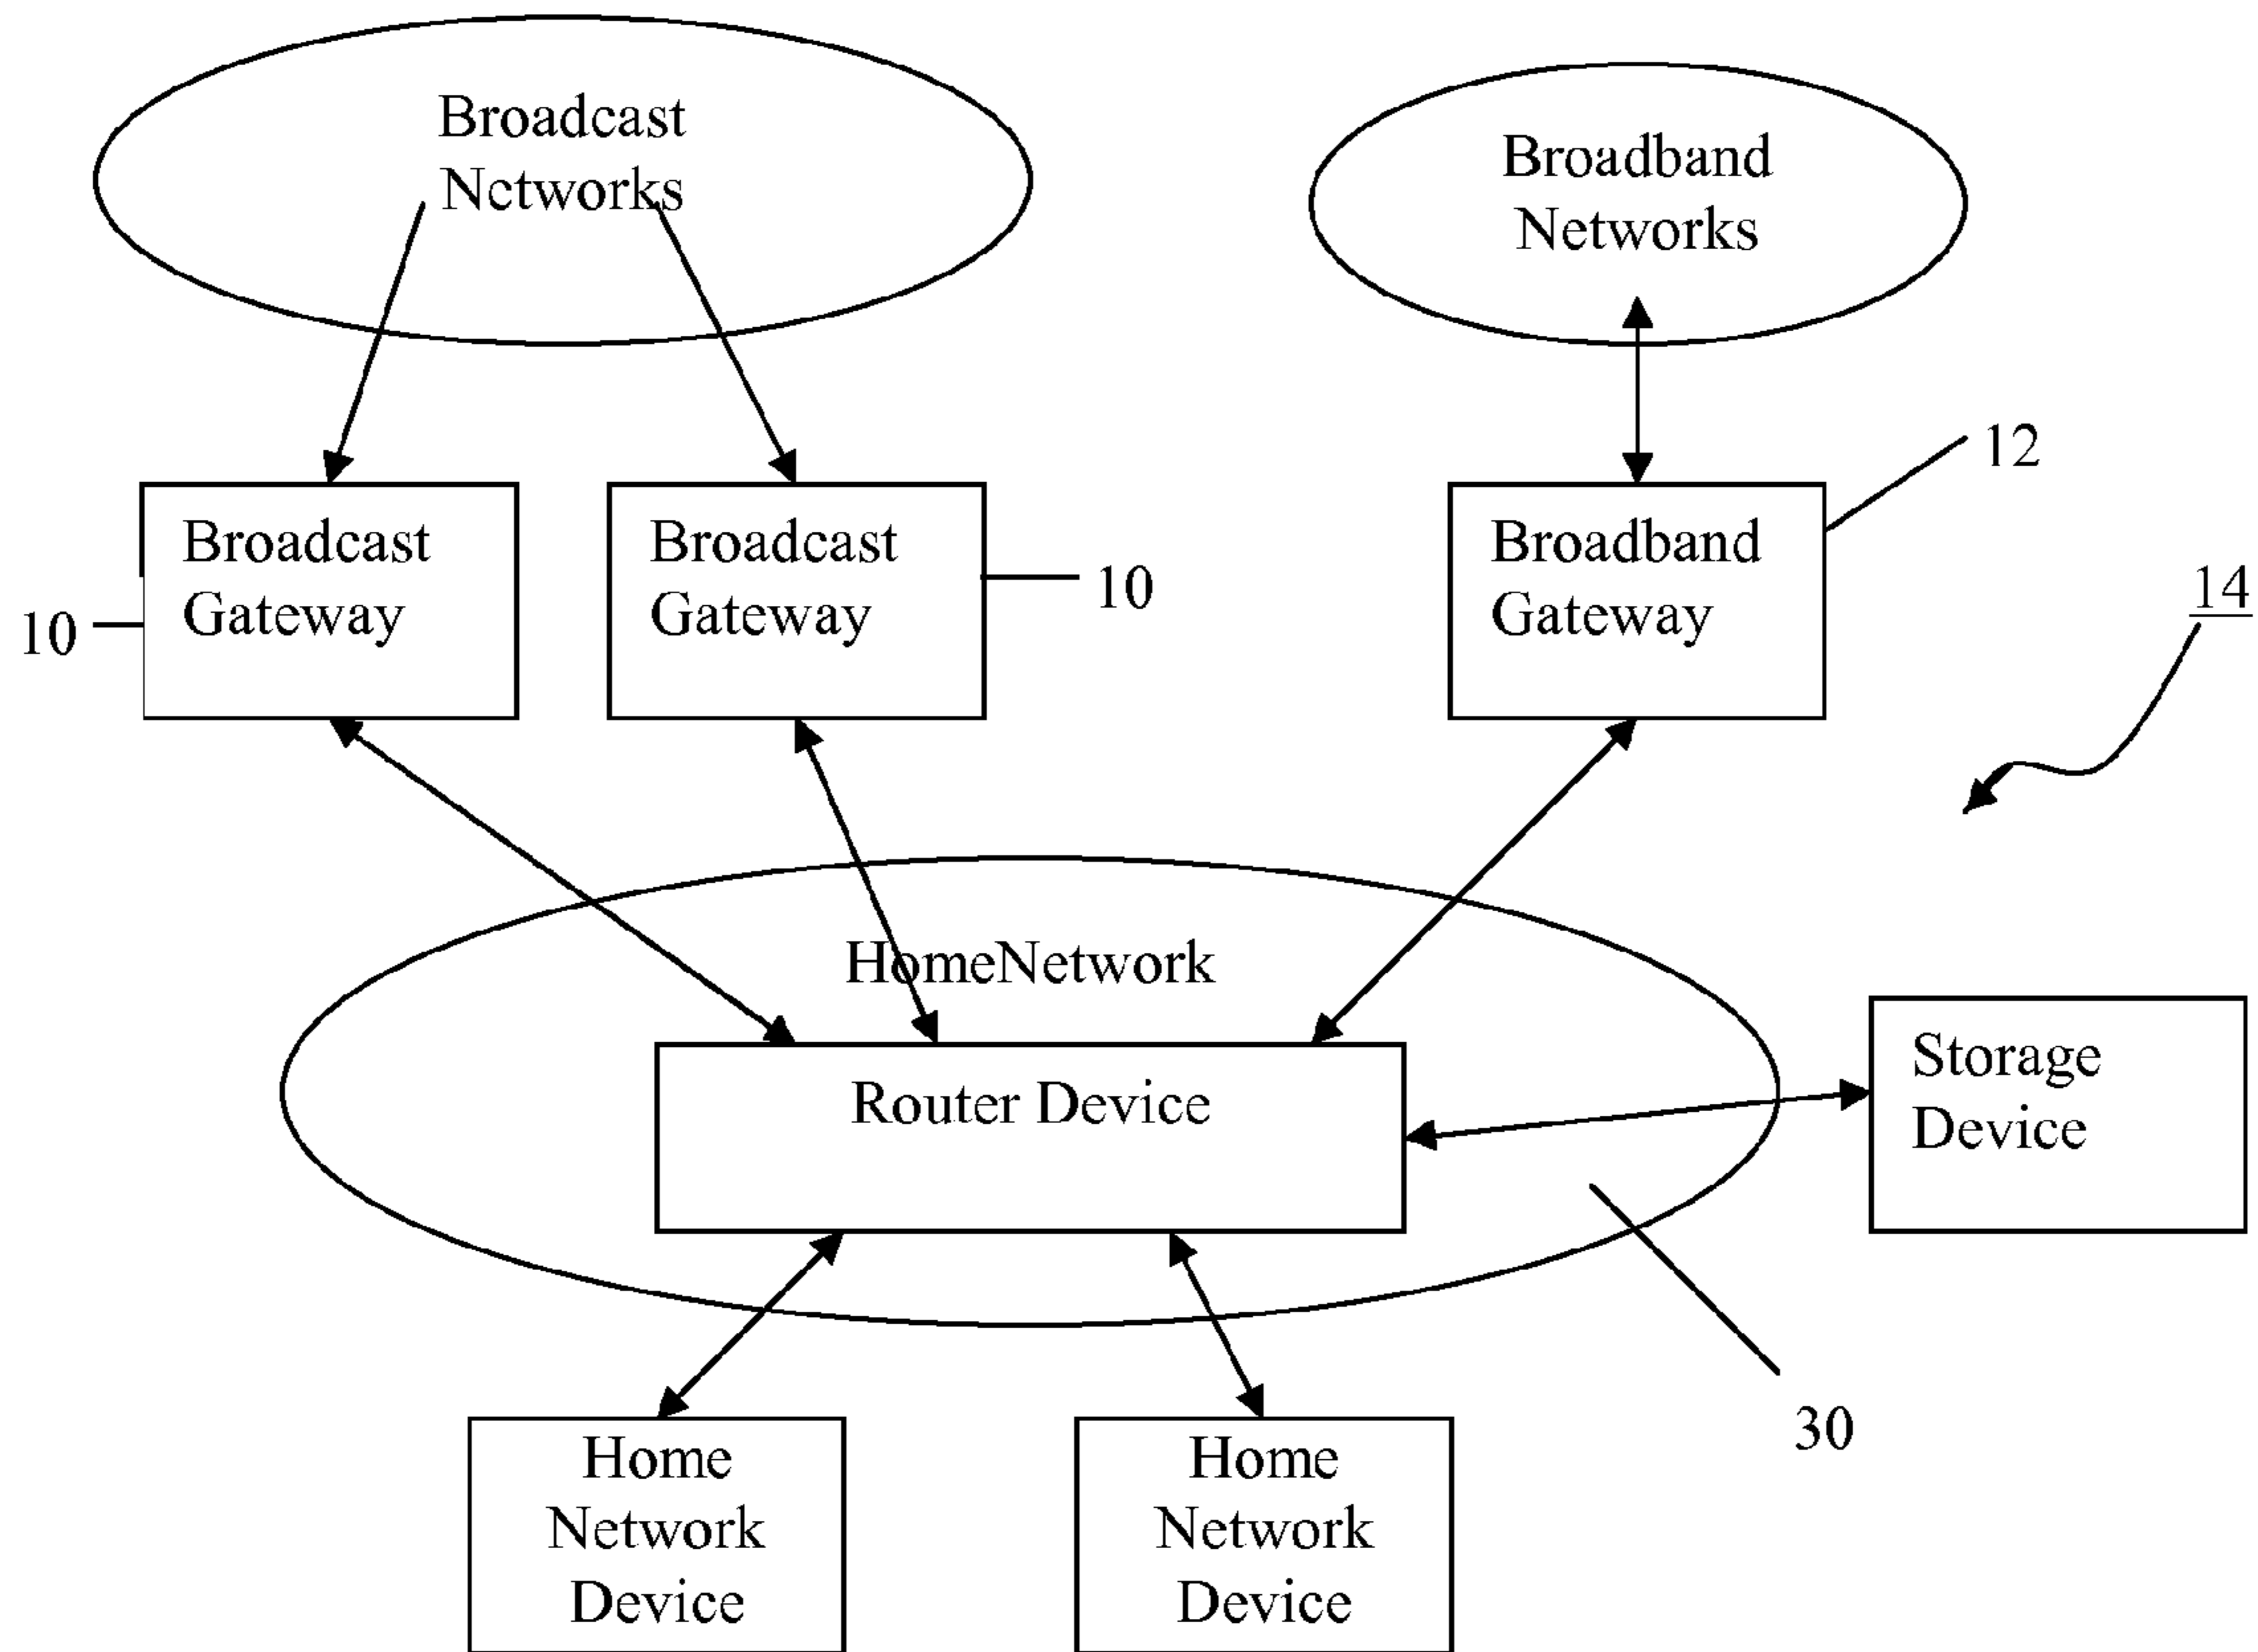 Broadcast
Networks
Broadband
Networks
12
Broadcast
Gateway
Broadcast
Gateway
Broadband
Gateway
10
10
14
HomeNetwork
Router Device
Storage
Device
30
Home
Network
Device
Home
Network
Device